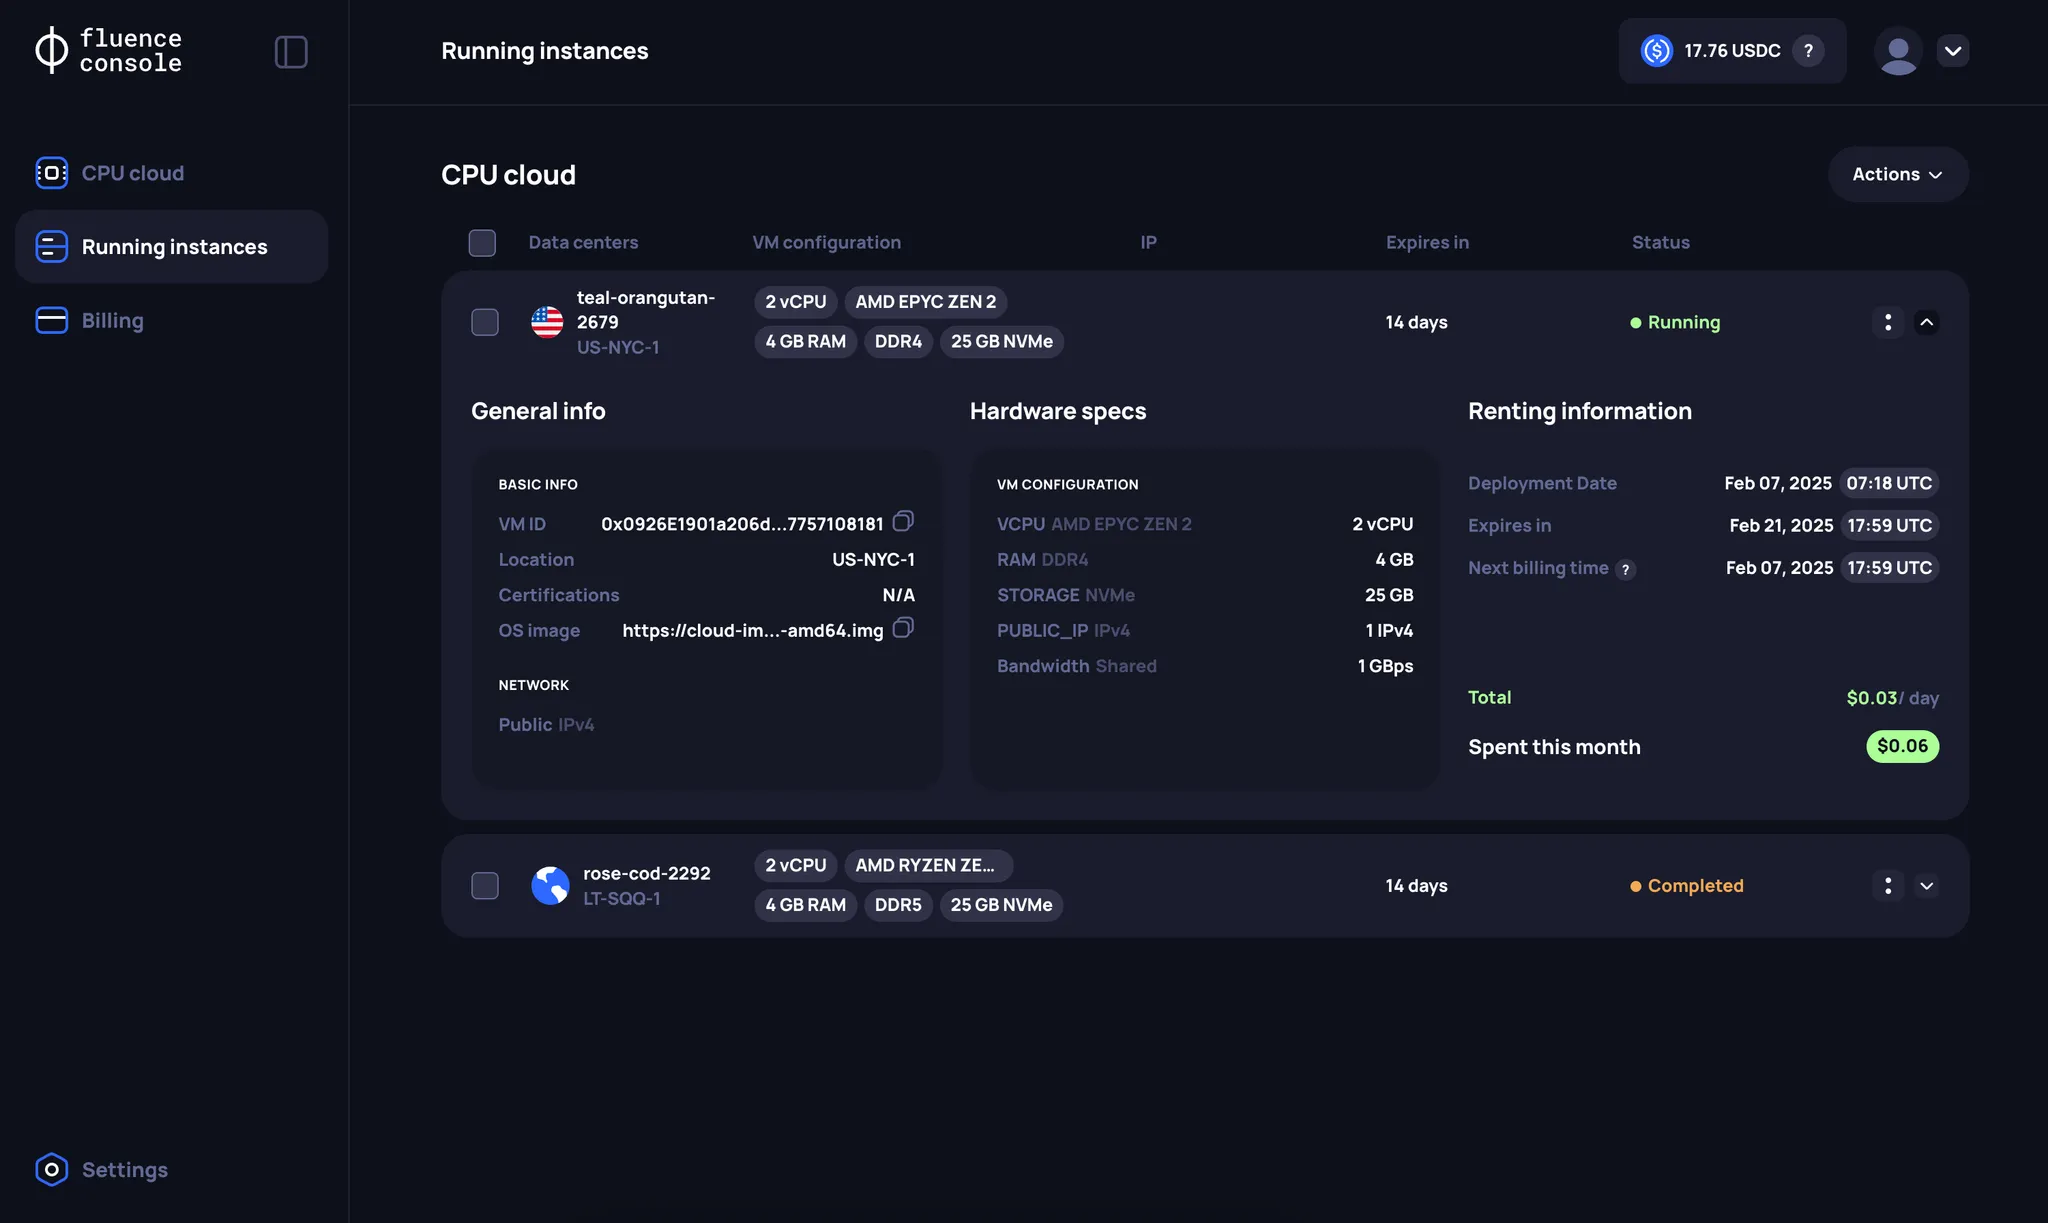 fluence
console
Running instances
17.76 USDC ?
CPU cloud
Running instances
Billing
Settings
CPU cloud
Actions
Data centers VM configuration IP Expires in Status
teal-orangutan-
2679
US-NYC-1
2 vCPU AMD EPYC ZEN 2
4 GB RAM DDR4 25 GB NVMe
14 days
Running
General info
BASIC INFO
VM ID 0x0926E1901a206d...7757108181
Location US-NYC-1
Certifications N/A
OS image https://cloud-im...-amd64.img
NETWORK
Public IPv4
Hardware specs
VM CONFIGURATION
VCPU AMD EPYC ZEN 2 2 vCPU
RAM DDR4 4 GB
STORAGE NVMe 25 GB
PUBLIC_IP IPv4 1 IPv4
Bandwidth Shared 1 GBps
Renting information
Deployment Date Feb 07, 2025 07:18 UTC
Expires in Feb 21, 2025 17:59 UTC
Next billing time ? Feb 07, 2025 17:59 UTC
Total $0.03/ day
Spent this month $0.06
rose-cod-2292
LT-SQQ-1
2 vCPU AMD RYZEN ZE...
4 GB RAM DDR5 25 GB NVMe
14 days
Completed